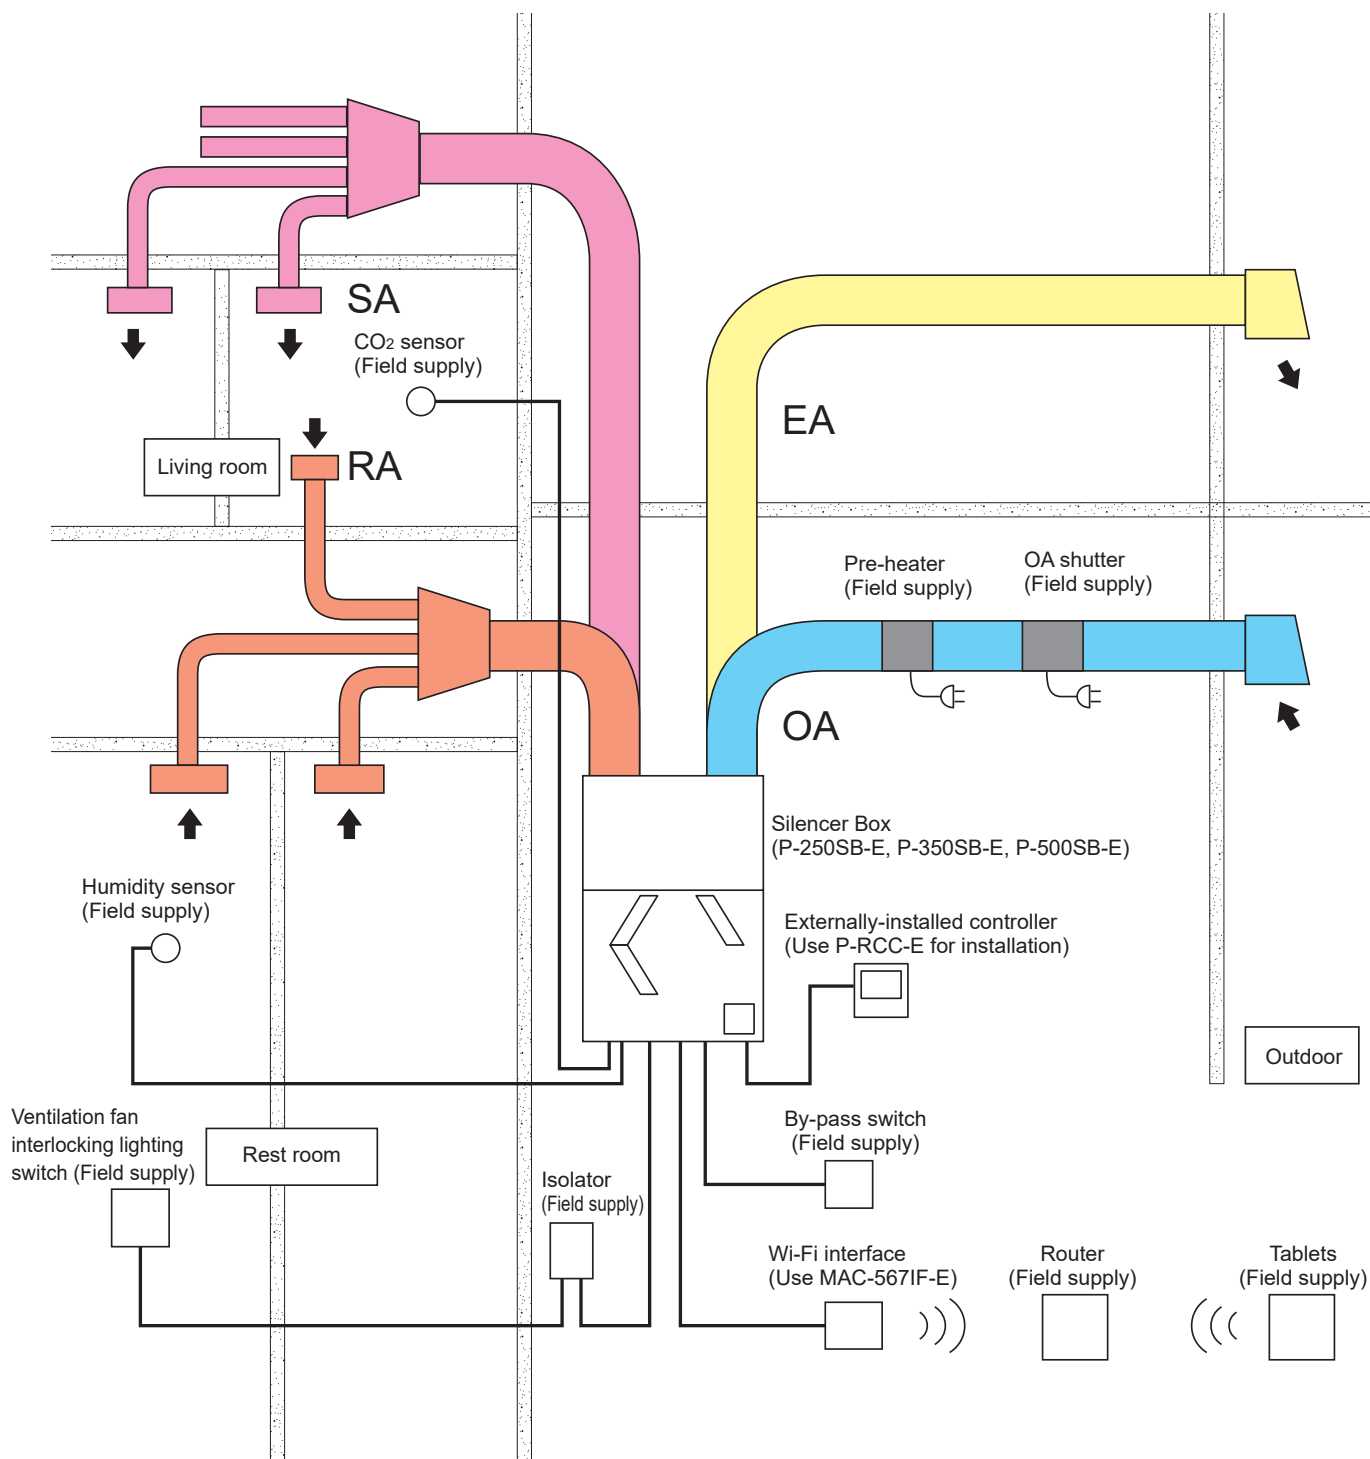 SA
CO2 sensor
(Field supply)
EA
Living room
RA
Pre-heater
(Field supply)
OA shutter
(Field supply)
OA
Silencer Box
(P-250SB-E, P-350SB-E, P-500SB-E)
Humidity sensor
(Field supply)
Externally-installed controller
(Use P-RCC-E for installation)
Outdoor
Ventilation fan
interlocking lighting
switch (Field supply)
Rest room
By-pass switch
(Field supply)
Isolator
(Field supply)
Wi-Fi interface
(Use MAC-567IF-E)
Router
(Field supply)
Tablets
(Field supply)